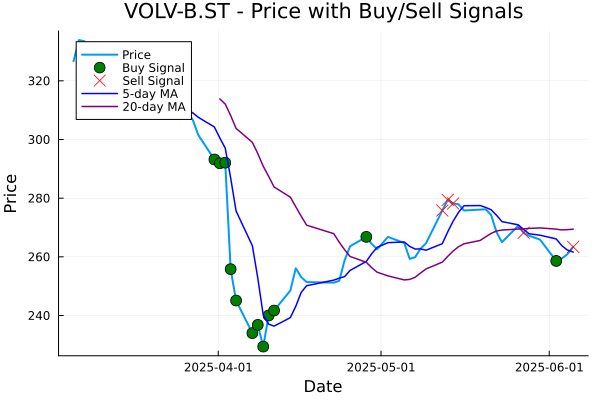 VOLV-B.ST - Price with Buy/Sell Signals
Price
Buy Signal
Sell Signal
5-day MA
20-day MA
320
300
280
260
240
Price
2025-04-01
2025-05-01
2025-06-01
Date